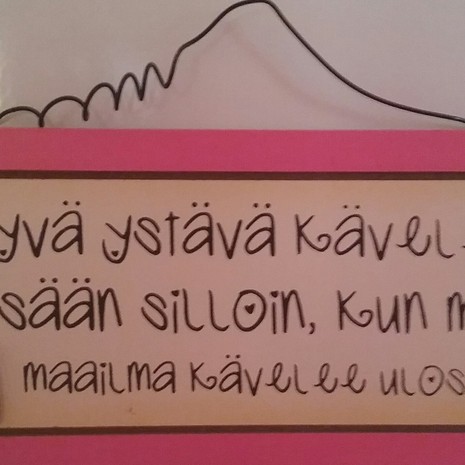 yvä ystävä kävel
sään silloin, kun m
maailma kävelee ulos